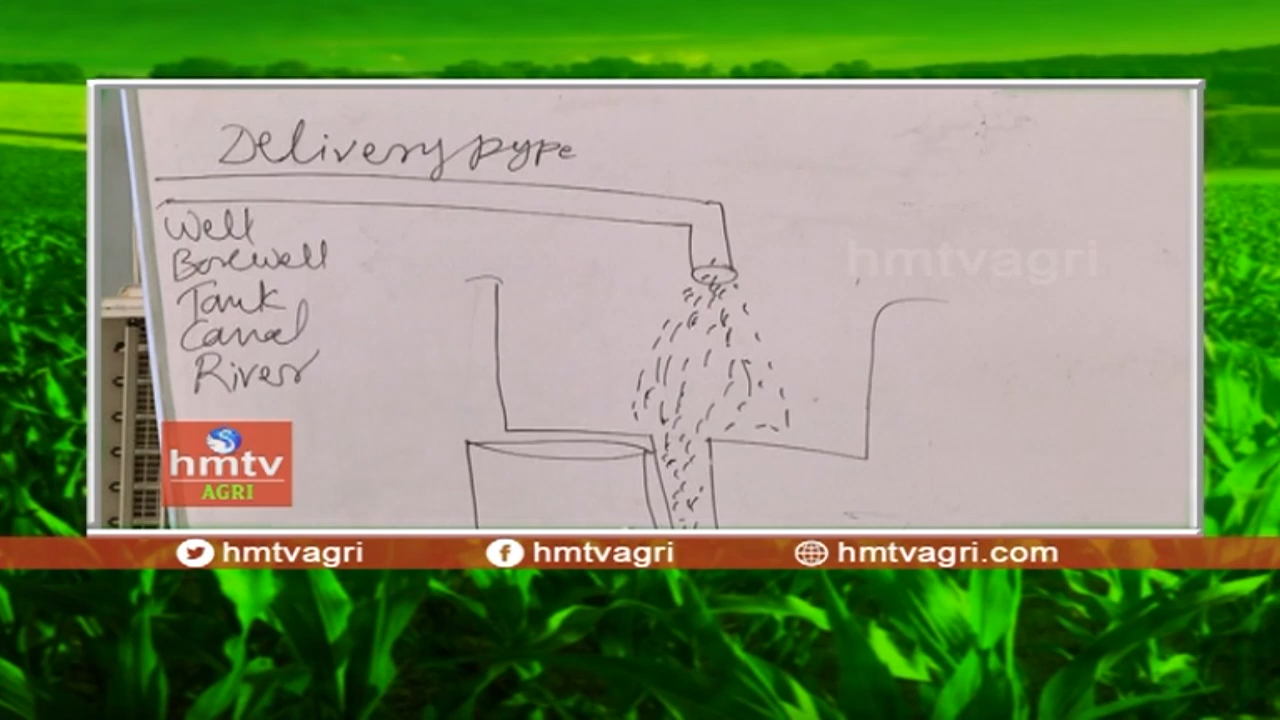 Delivery pype
Well
Borewell
Tank
Canal
River
hmtvagri
hmtv
AGRI
hmtvagri
hmtvagri
hmtvagri.com